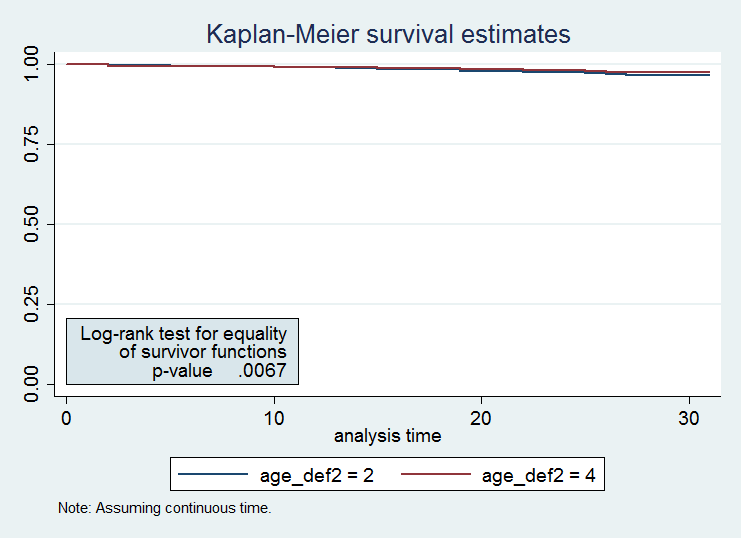 Kaplan-Meier survival estimates
1.00
0.75
0.50
0.25
0.00
Log-rank test for equality
of survivor functions
p-value .0067
0 10 20 30
analysis time
age_def2 = 2 age_def2 = 4
Note: Assuming continuous time.